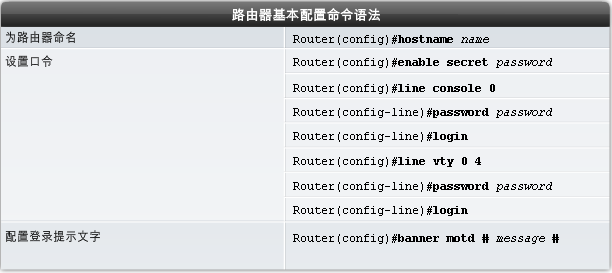 路由器基本配置命令语法
为路由器命名 Router(config)#hostname name
设置口令 Router(config)#enable secret password
Router(config)#line console 0
Router(config-line)#password password
Router(config-line)#login
Router(config)#line vty 0 4
Router(config-line)#password password
Router(config-line)#login
配置登录提示文字 Router(config)#banner motd # message #